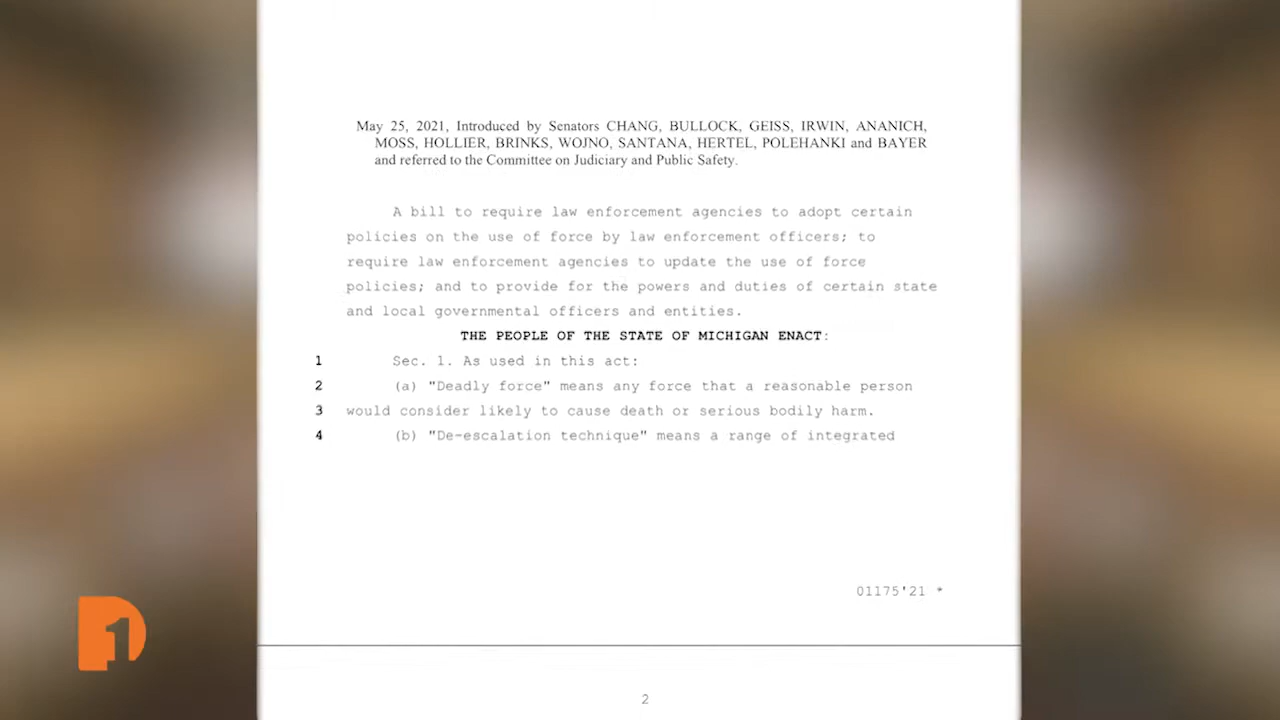 May 25, 2021, Introduced by Senators CHANG, BULLOCK, GEISS, IRWIN, ANANICH,
MOSS, HOLLIER, BRINKS, WOJNO, SANTANA, HERTEL, POLEHANKI and BAYER
and referred to the Committee on Judiciary and Public Safety.
A bill to require law enforcement agencies to adopt certain
policies on the use of force by law enforcement officers; to
require law enforcement agencies to update the use of force
policies; and to provide for the powers and duties of certain state
and local governmental officers and entities.
THE PEOPLE OF THE STATE OF MICHIGAN ENACT:
1 Sec. 1. As used in this act:
2 (a) "Deadly force" means any force that a reasonable person
3 would consider likely to cause death or serious bodily harm.
4 (b) "De-escalation technique" means a range of integrated
01175'21 *
D1
2